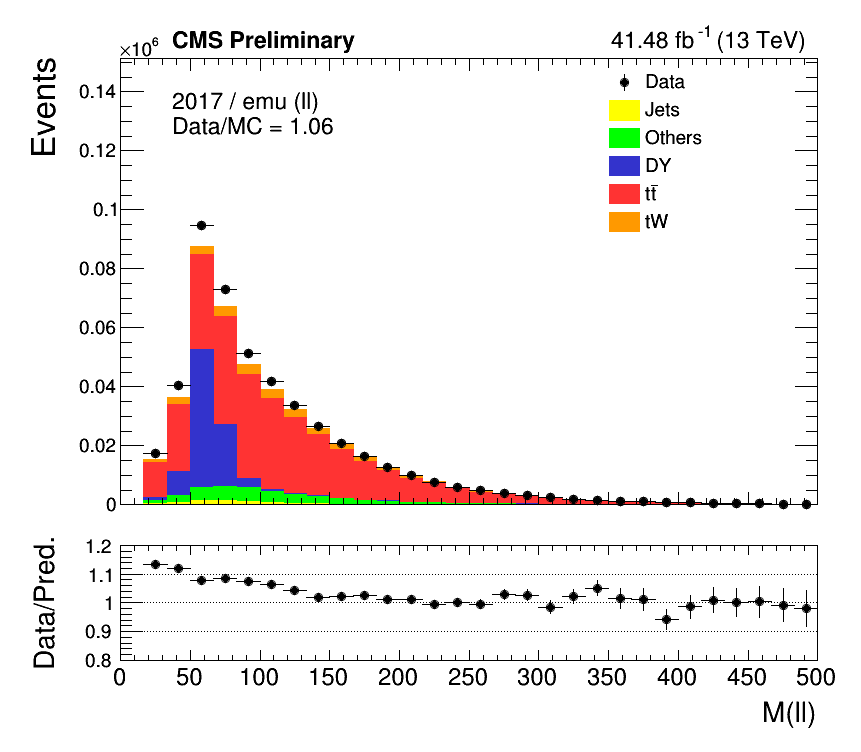 ×10⁶ CMS Preliminary 41.48 fb⁻¹ (13 TeV)
Events
2017 / emu (ll)
Data/MC = 1.06
Data
Jets
Others
DY
tt̄
tW
0.14
0.12
0.1
0.08
0.06
0.04
0.02
0
Data/Pred.
1.2
1.1
1
0.9
0.8
0 50 100 150 200 250 300 350 400 450 500
M(ll)